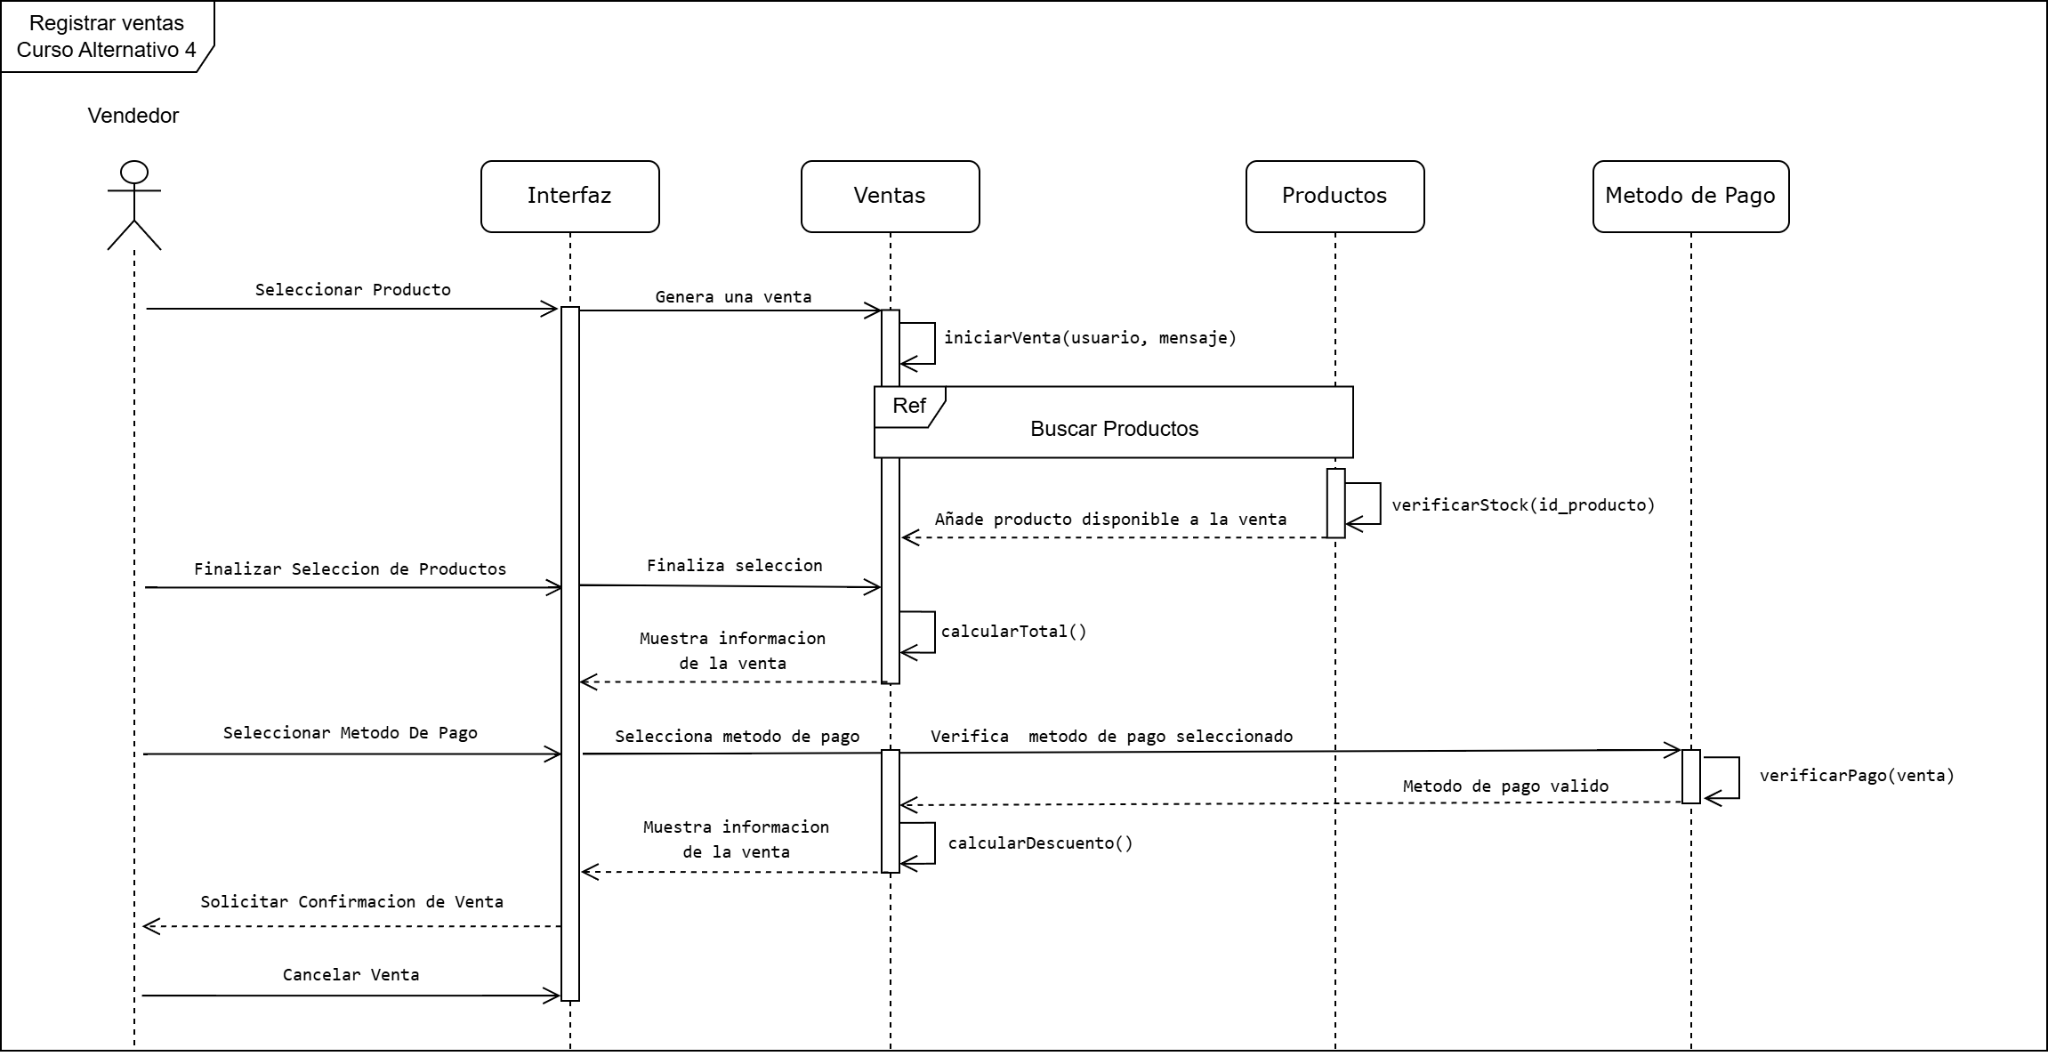 Registrar ventas
Curso Alternativo 4
Vendedor
Interfaz
Ventas
Productos
Metodo de Pago
Seleccionar Producto
Genera una venta
iniciarVenta(usuario, mensaje)
Ref
Buscar Productos
verificarStock(id_producto)
Añade producto disponible a la venta
Finalizar Seleccion de Productos
Finaliza seleccion
calcularTotal()
Muestra informacion
de la venta
Seleccionar Metodo De Pago
Selecciona metodo de pago
Verifica  metodo de pago seleccionado
verificarPago(venta)
Metodo de pago valido
Muestra informacion
de la venta
calcularDescuento()
Solicitar Confirmacion de Venta
Cancelar Venta